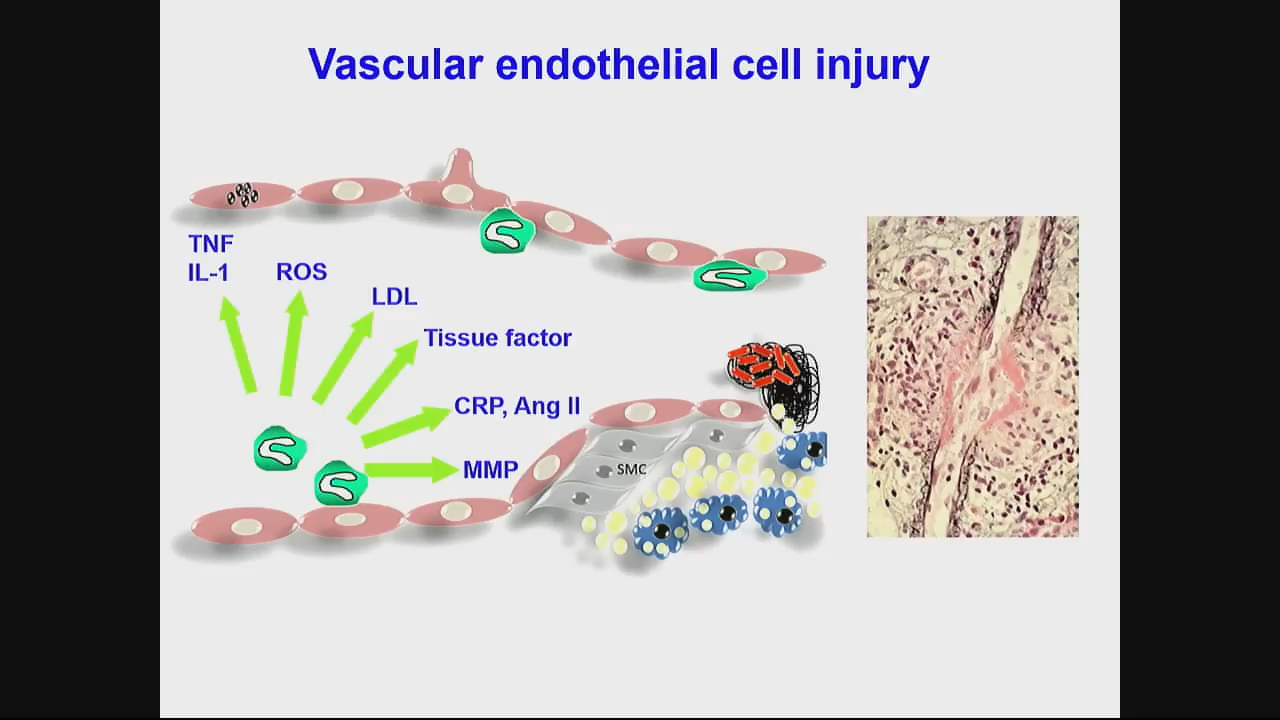 Vascular endothelial cell injury
TNF
IL-1
ROS
LDL
Tissue factor
CRP, Ang II
MMP
SMC